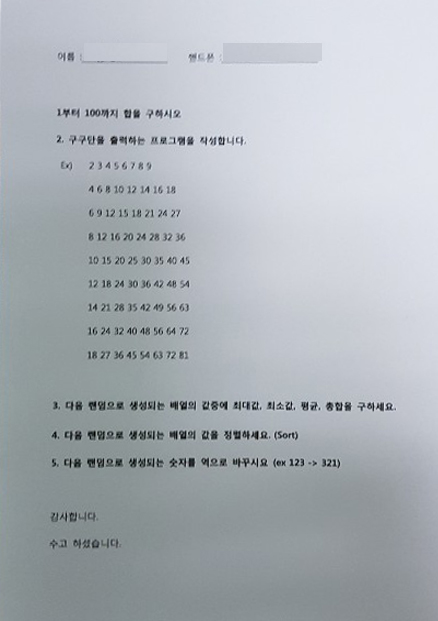 이름 : 핸드폰 :
1부터 100까지 합을 구하시오
2. 구구단을 출력하는 프로그램을 작성합니다.
Ex) 2 3 4 5 6 7 8 9
4 6 8 10 12 14 16 18
6 9 12 15 18 21 24 27
8 12 16 20 24 28 32 36
10 15 20 25 30 35 40 45
12 18 24 30 36 42 48 54
14 21 28 35 42 49 56 63
16 24 32 40 48 56 64 72
18 27 36 45 54 63 72 81
3. 다음 랜덤으로 생성되는 배열의 값중에 최대값, 최소값, 평균, 총합을 구하세요.
4. 다음 랜덤으로 생성되는 배열의 값을 정렬하세요. (Sort)
5. 다음 랜덤으로 생성되는 숫자를 역으로 바꾸시요 (ex 123 -> 321)
감사합니다.
수고 하셨습니다.